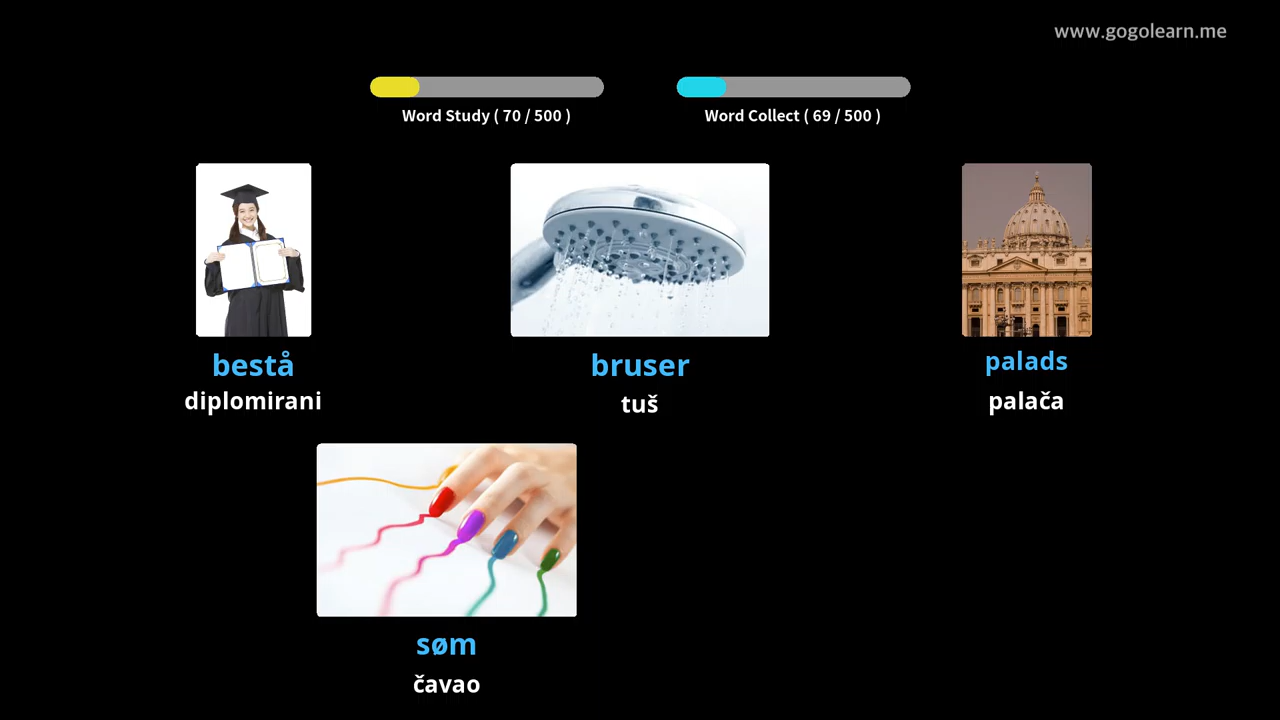 www.gogolearn.me
Word Study ( 70 / 500 )
Word Collect ( 69 / 500 )
bestå
diplomirani
bruser
tuš
palads
palača
søm
čavao